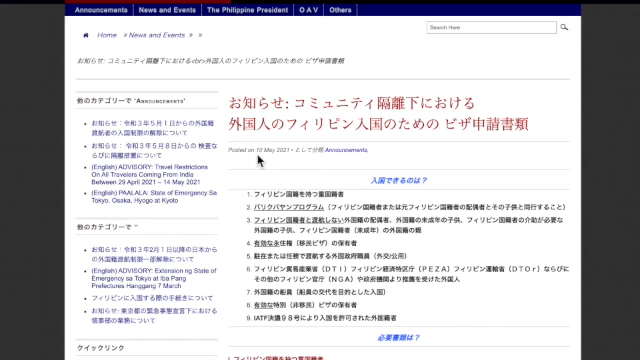 Announcements News and Events The Philippine President O A V Others
Home » News and Events » »
Search Here
お知らせ: コミュニティ隔離下における<br>外国人のフィリピン入国のための ビザ申請書類
他のカテゴリーで 'Announcements'
お知らせ：令和３年５月１日からの外国籍
渡航者の入国制限の解除について
お知らせ： 令和３年５月８日からの 検査な
らびに隔離措置について
(English) ADVISORY: Travel Restrictions
On All Travelers Coming From India
Between 29 April 2021 – 14 May 2021
(English) PAALALA: State of Emergency Sa
Tokyo, Osaka, Hyogo at Kyoto
他のカテゴリーで ''
お知らせ：令和３年２月１日以降の日本から
の外国籍渡航制限一部解除について
(English) ADVISORY: Extension ng State of
Emergency sa Tokyo at Iba Pang
Prefectures Hanggang 7 March
フィリピンに入国する際の手続きについて
お知らせ: 東京都の緊急事態宣言下における
領事部の業務について
クイックリンク
お知らせ: コミュニティ隔離下における
外国人のフィリピン入国のための ビザ申請書類
Posted on 10 May 2021 • として分類 Announcements,
入国できるのは？
1. フィリピン国籍を持つ重国籍者
2. バリクバヤンプログラム（フィリピン国籍者または元フィリピン国籍者の配偶者とその子供と同行すること）
3. フィリピン国籍者と渡航しない外国籍の配偶者、外国籍の未成年の子供、フィリピン国籍者の介助が必要な
外国籍の子供、フィリピン国籍者（未成年）の外国籍の親
4. 有効な永住権（移民ビザ）の保有者
5. 駐在または任務で渡航する外国政府職員（外交/公用）
6. フィリピン貿易産業省（ＤＴＩ）フィリピン経済特区庁（ＰＥＺＡ）フィリピン運輸省（ＤＴＯｒ）ならびに
その他のフィリピン官庁（ＮＧＡ）や政府機関より推薦を受けた外国人
7. 外国籍の船員（船員の交代を目的とした入国）
8. 有効な特別（非移民）ビザの保有者
9. IATF決議９８号により入国を許可された外国籍者
必要書類は？
I. フィリピン国籍を持つ重国籍者